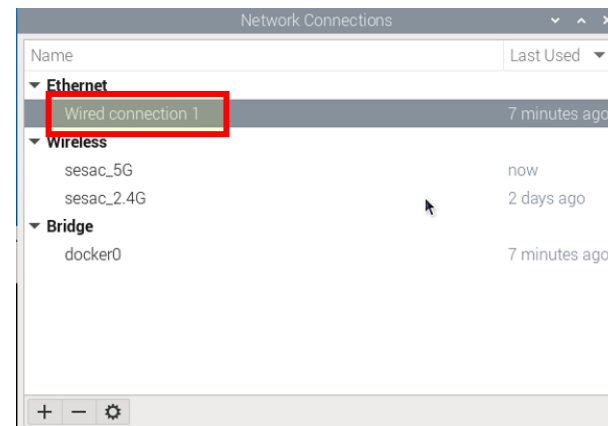 Network Connections
Name Last Used
Ethernet
Wired connection 1 7 minutes ago
Wireless
sesac_5G now
sesac_2.4G 2 days ago
Bridge
docker0 7 minutes ago